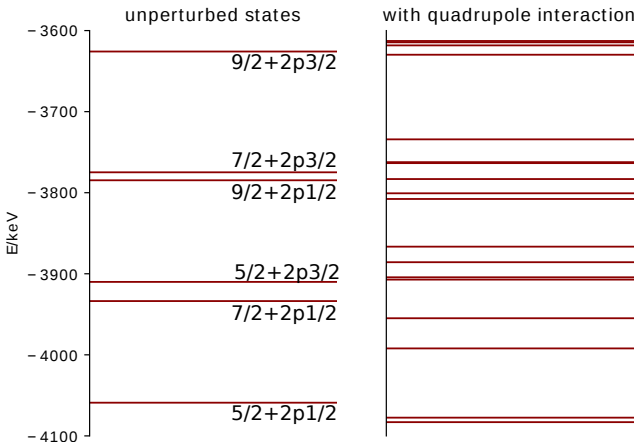 unperturbed states
with quadrupole interaction
E/keV
−3600
−3700
−3800
−3900
−4000
−4100
9/2+2p3/2
7/2+2p3/2
9/2+2p1/2
5/2+2p3/2
7/2+2p1/2
5/2+2p1/2